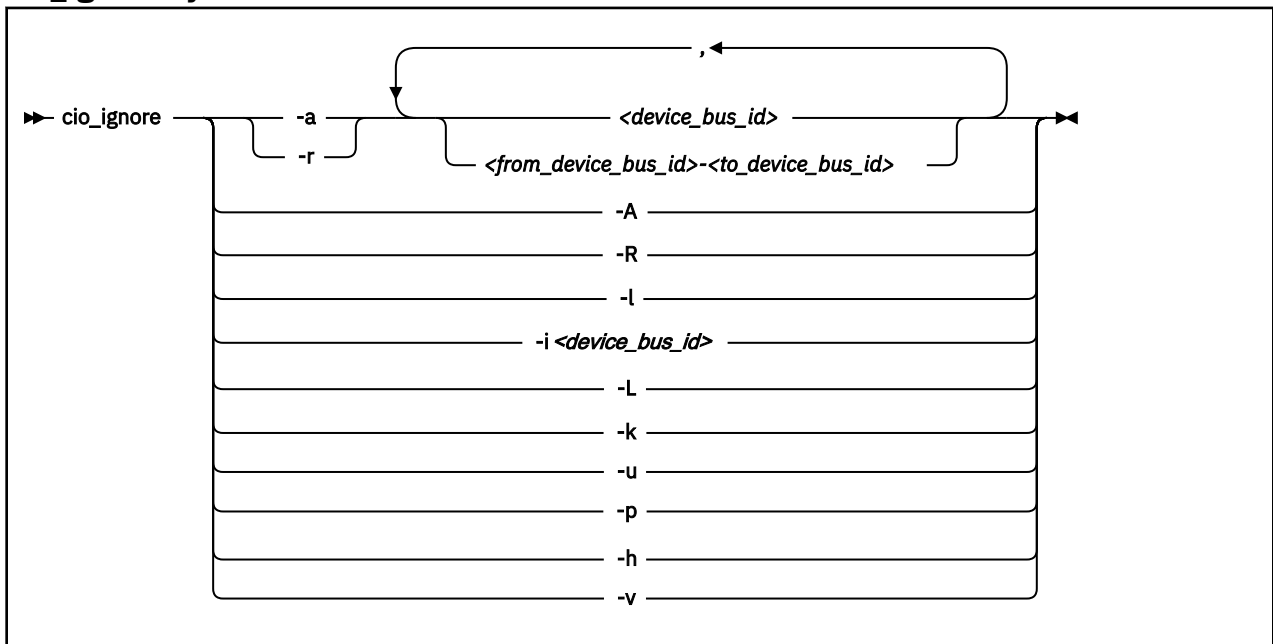 ,
cio_ignore -a <device_bus_id>
-r <from_device_bus_id>-<to_device_bus_id>
-A
-R
-l
-i <device_bus_id>
-L
-k
-u
-p
-h
-v